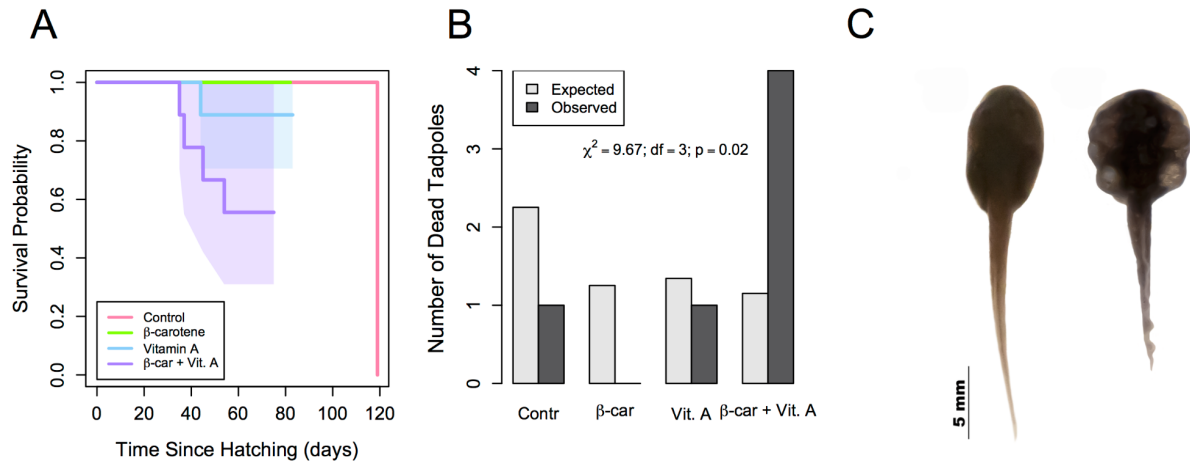 A
Survival Probability
1.0
0.8
0.6
0.4
0.2
0.0
Control
β-carotene
Vitamin A
β-car + Vit. A
0 20 40 60 80 100 120
Time Since Hatching (days)
B
Number of Dead Tadpoles
4
3
2
1
0
Expected
Observed
χ² = 9.67; df = 3; p = 0.02
Contr β-car Vit. A β-car + Vit. A
C
5 mm